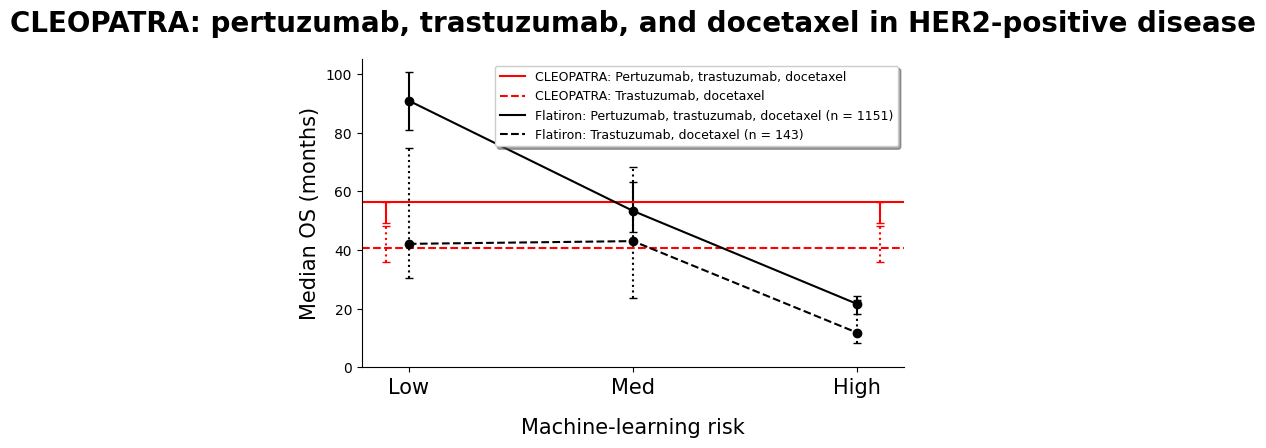 CLEOPATRA: pertuzumab, trastuzumab, and docetaxel in HER2-positive disease
CLEOPATRA: Pertuzumab, trastuzumab, docetaxel
CLEOPATRA: Trastuzumab, docetaxel
Flatiron: Pertuzumab, trastuzumab, docetaxel (n = 1151)
Flatiron: Trastuzumab, docetaxel (n = 143)
Median OS (months)
100
80
60
40
20
0
Low Med High
Machine-learning risk